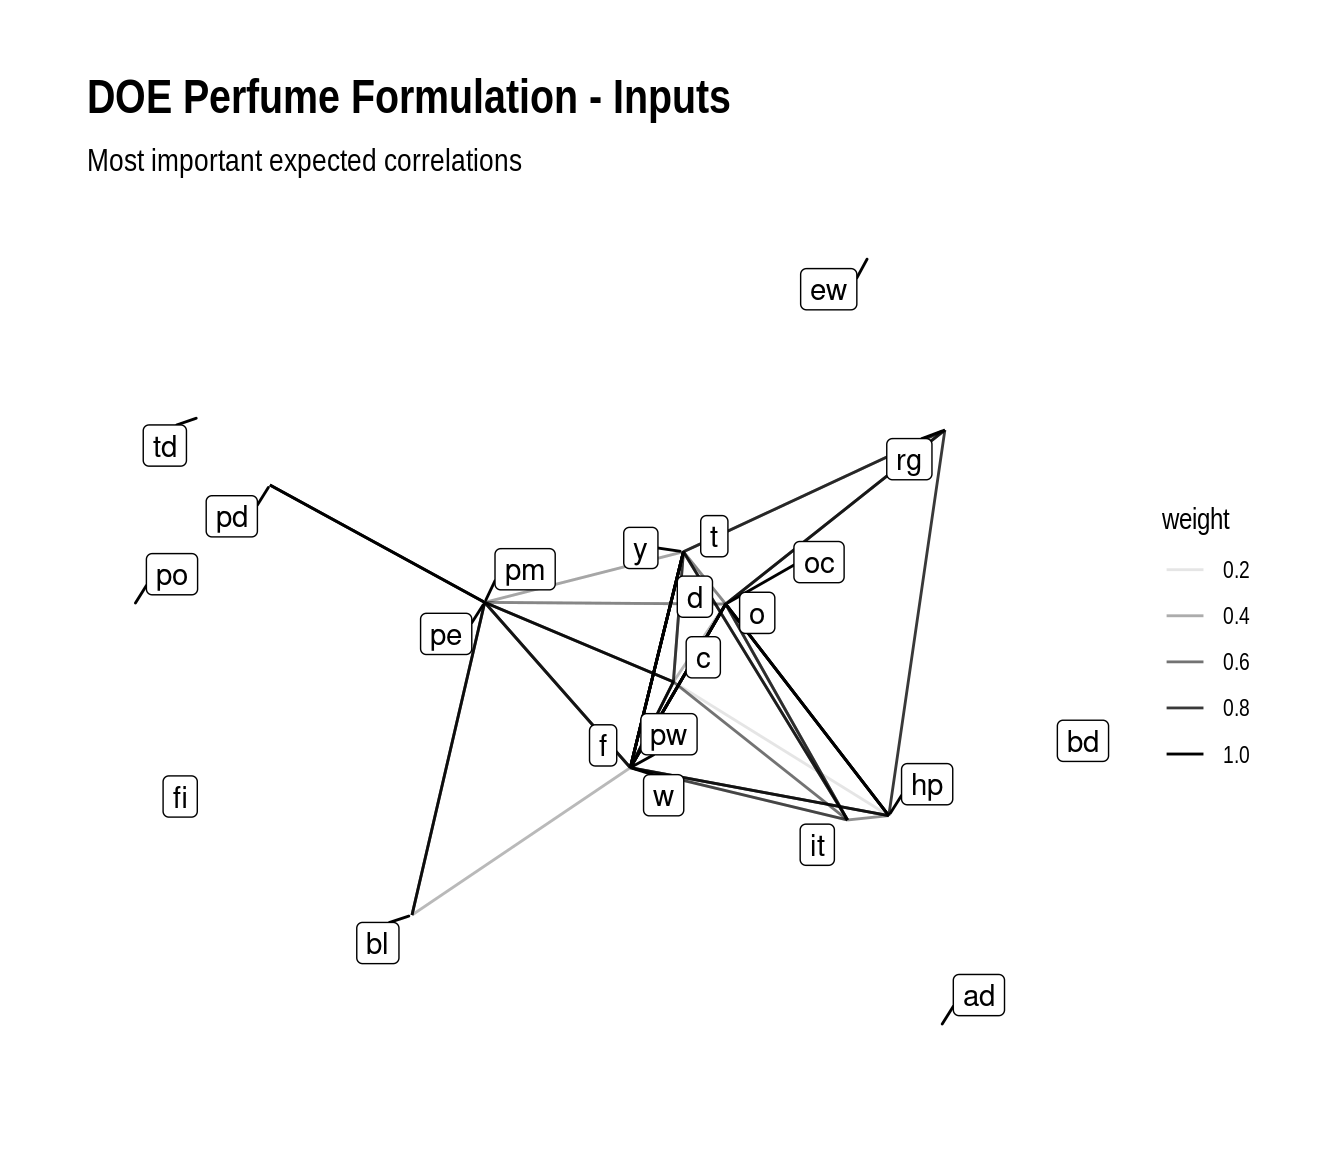 DOE Perfume Formulation - Inputs
Most important expected correlations
ew
td
rg
pd
weight
y
t
oc
po
pm
0.2
d
o
0.4
pe
c
0.6
0.8
f
pw
bd
1.0
fi
w
hp
it
bl
ad